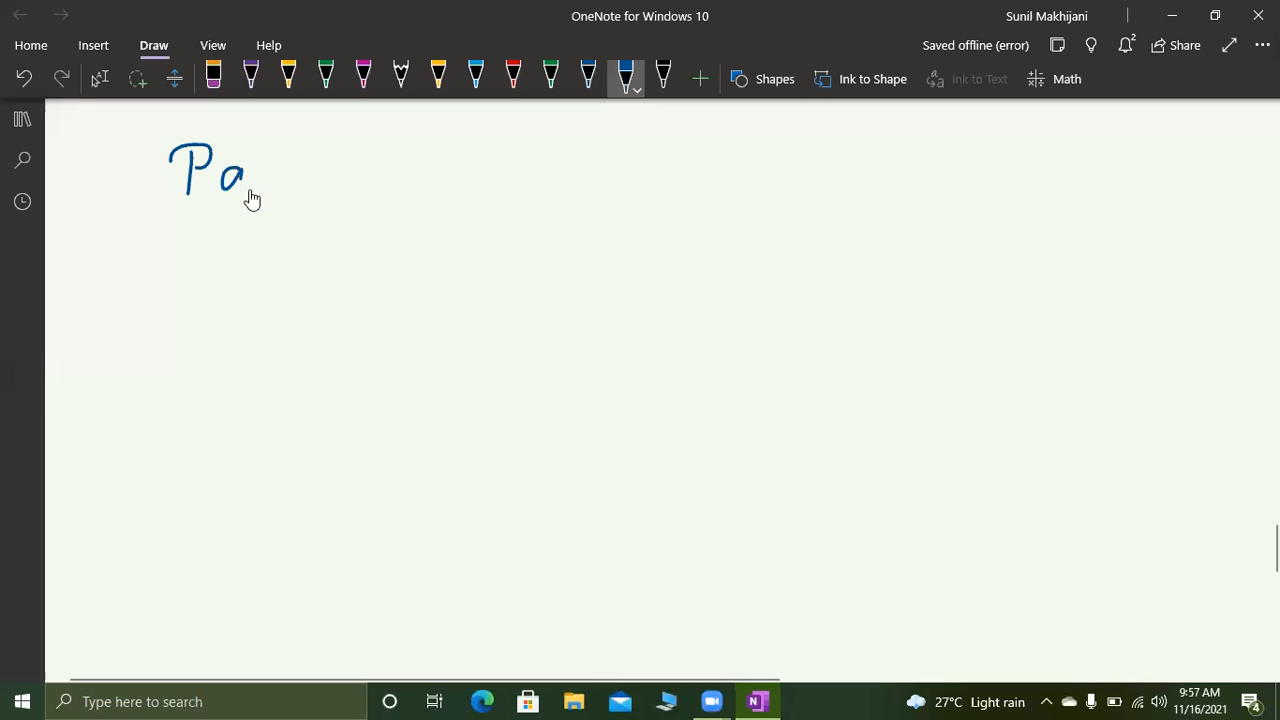 OneNote for Windows 10 Sunil Makhijani
Home Insert Draw View Help Saved offline (error) Share
Shapes Ink to Shape Ink to Text Math
Pa
Type here to search 27°C Light rain 9:57 AM
11/16/2021 4